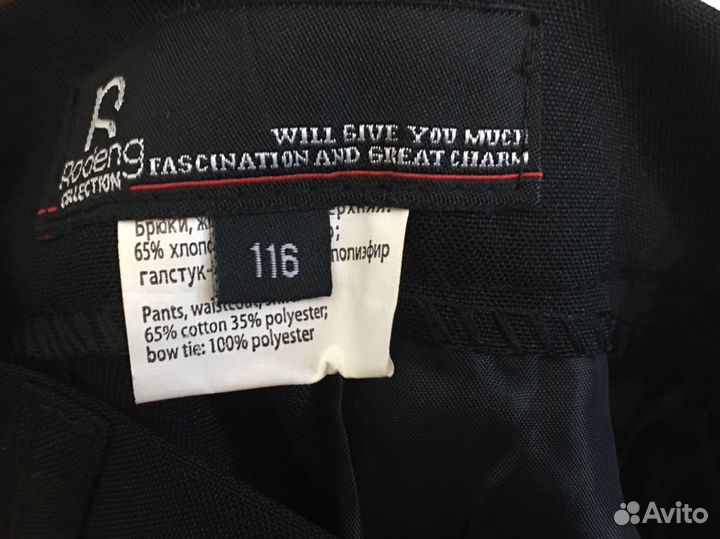 Rodeng
COLLECTION
WILL GIVE YOU MUCH
FASCINATION AND GREAT CHARM
Брюки,
65%
полиэфир
галстук-
116
Pants, waistcoat,
65% cotton 35% polyester;
bow tie: 100% polyester
Avito